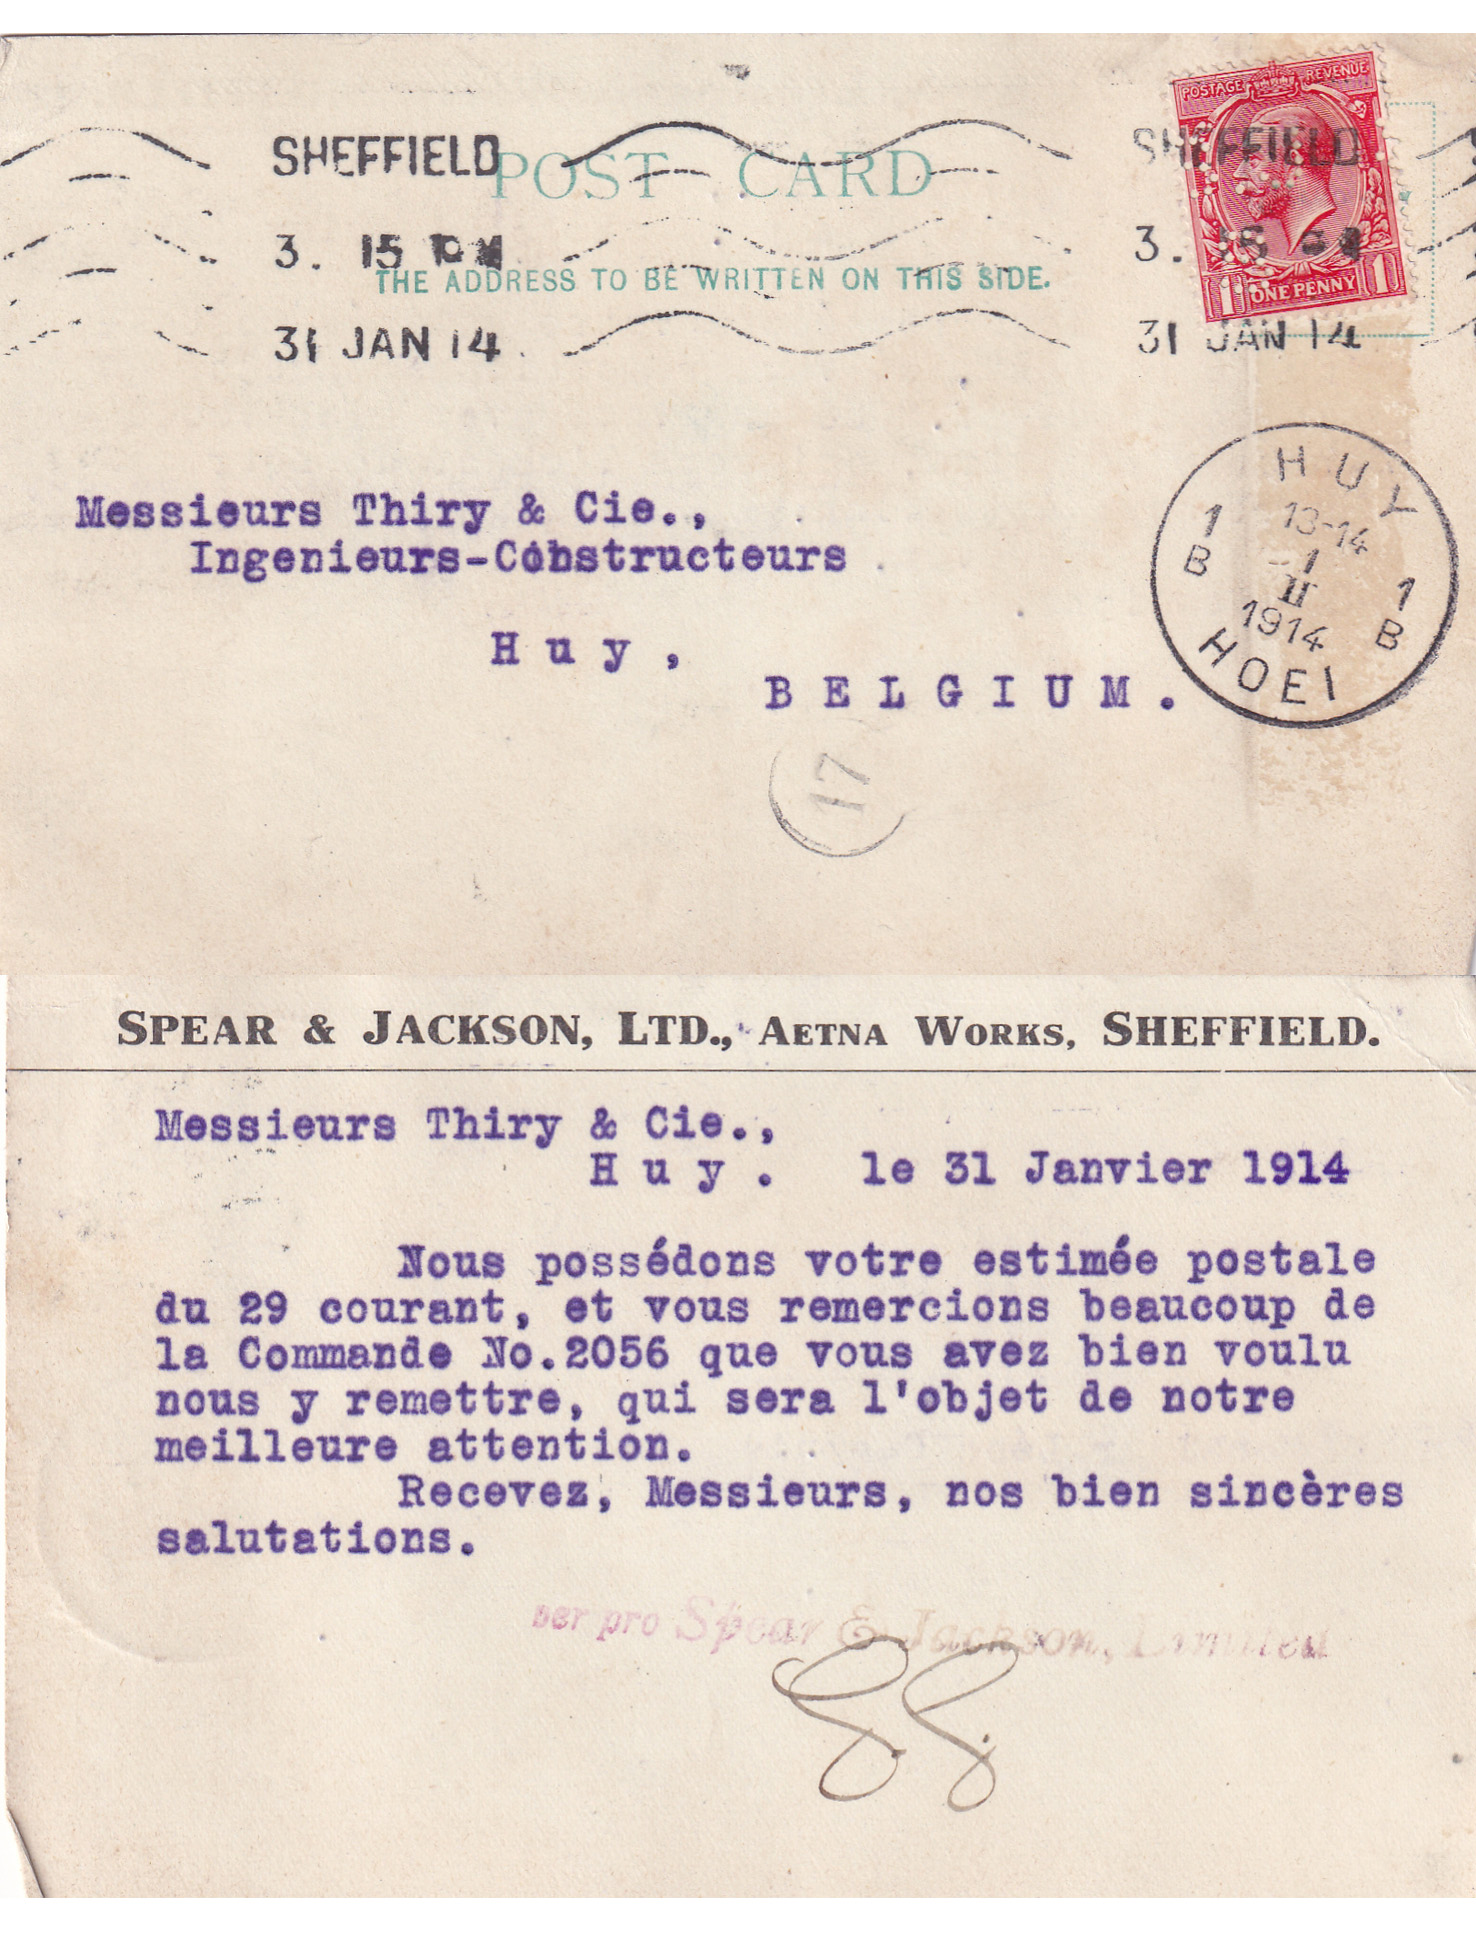 POSTAGE REVENUE
SHEFFIELD
POST CARD
SHEFFIELD
3. 15 PM
3. 15
THE ADDRESS TO BE WRITTEN ON THIS SIDE.
1 ONE PENNY 1
31 JAN 14
31 JAN 14
Messieurs Thiry & Cie.,
Ingenieurs-Constructeurs
Huy,
BELGIUM.
HUY
13-14
1
II
1914
1 B
1 B
HOEI
17
SPEAR & JACKSON, LTD., AETNA WORKS, SHEFFIELD.
Messieurs Thiry & Cie.,
Huy. le 31 Janvier 1914
Nous possédons votre estimée postale
du 29 courant, et vous remercions beaucoup de
la Commande No.2056 que vous avez bien voulu
nous y remettre, qui sera l'objet de notre
meilleure attention.
Recevez, Messieurs, nos bien sincères
salutations.
per pro Spear & Jackson, Limited